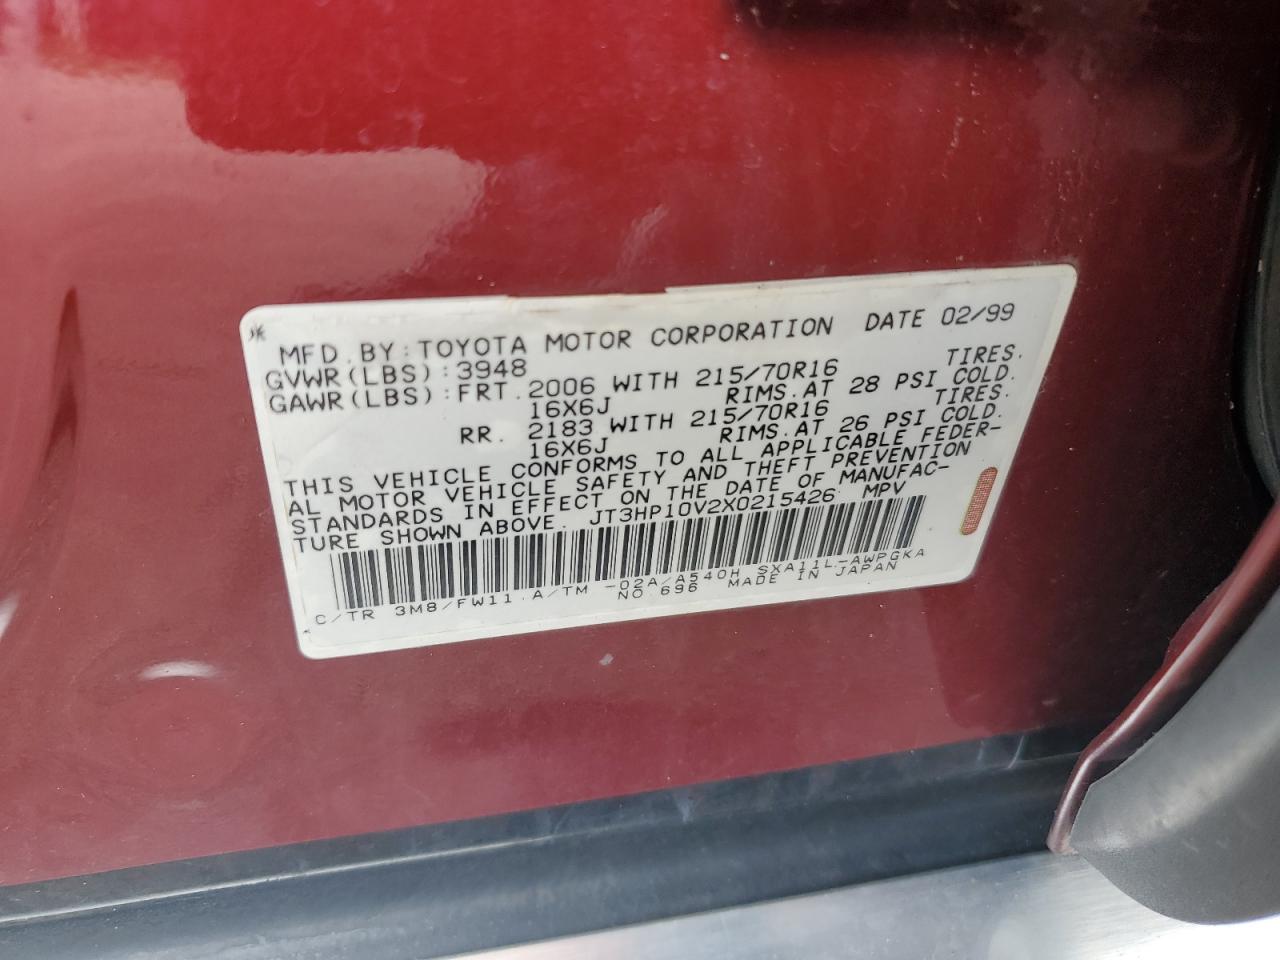 MFD. BY: TOYOTA MOTOR CORPORATION DATE 02/99
GVWR(LBS): 3948
GAWR(LBS): FRT. 2006 WITH 215/70R16 TIRES.
16X6J RIMS. AT 28 PSI COLD.
RR. 2183 WITH 215/70R16 TIRES.
16X6J RIMS. AT 26 PSI COLD.
THIS VEHICLE CONFORMS TO ALL APPLICABLE FEDER-
AL MOTOR VEHICLE SAFETY AND THEFT PREVENTION
STANDARDS IN EFFECT ON THE DATE OF MANUFAC-
TURE SHOWN ABOVE. JT3HP10V2X0215426 MPV
C/TR 3M8/FW11 A/TM -02A/A540H SXA11L-AWPGKA
NO.696 MADE IN JAPAN